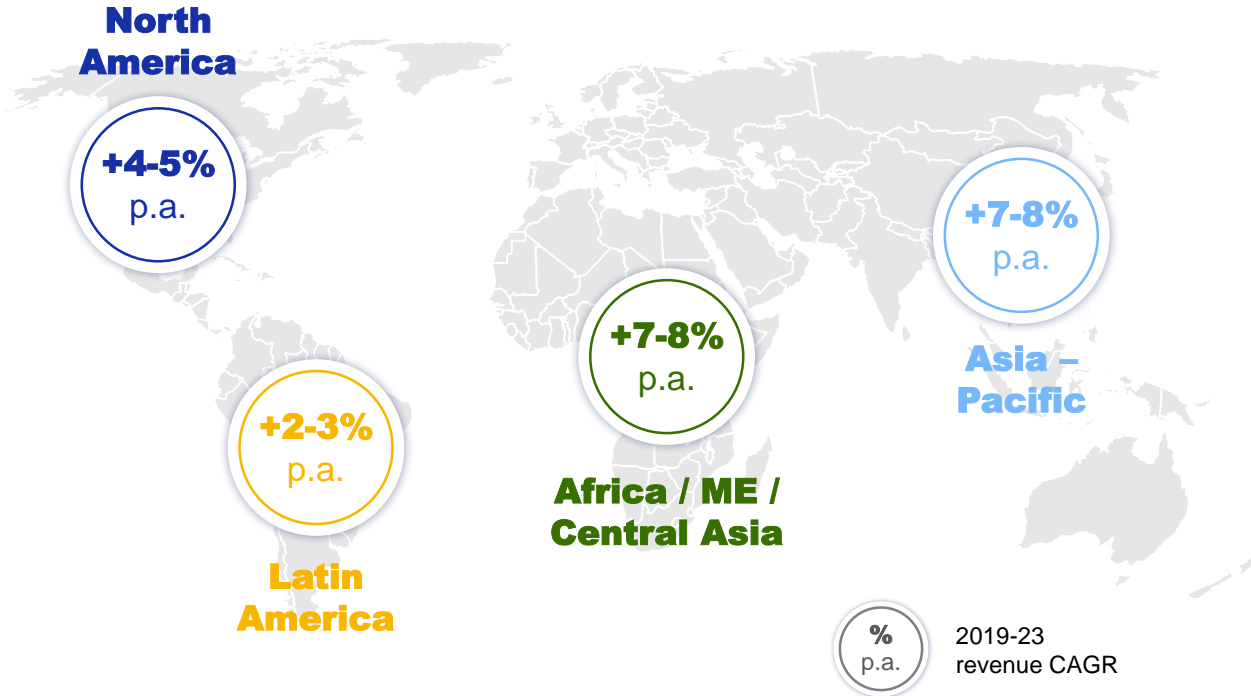 North
America
+4-5%
p.a.
+7-8%
p.a.
Asia –
Pacific
+7-8%
p.a.
Africa / ME /
Central Asia
+2-3%
p.a.
Latin
America
%
p.a.
2019-23
revenue CAGR